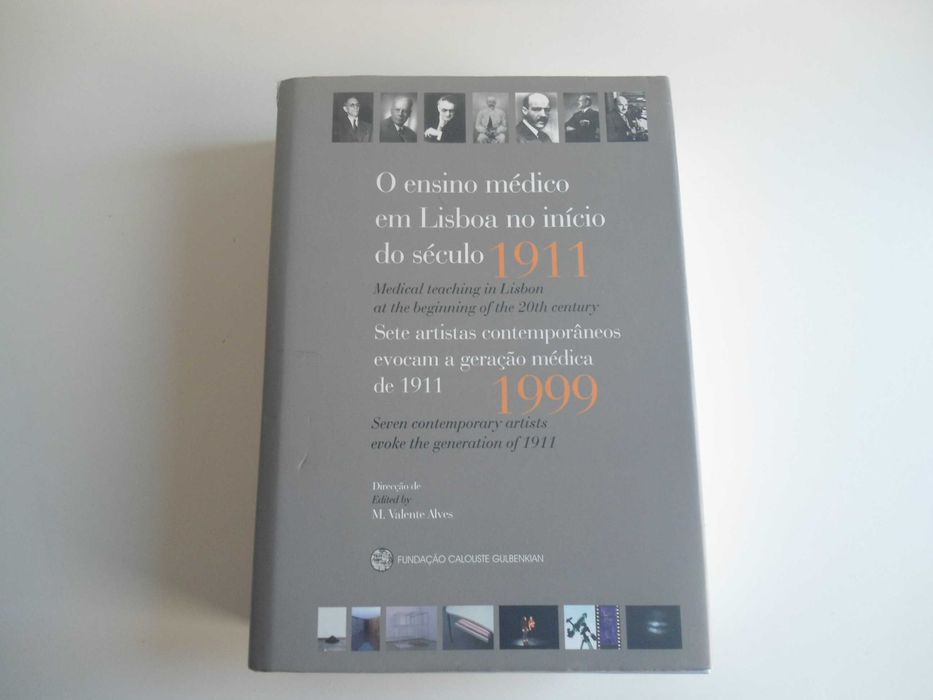 O ensino médico
em Lisboa no início
do século 1911
Medical teaching in Lisbon
at the beginning of the 20th century
Sete artistas contemporâneos
evocam a geração médica
de 1911 1999
Seven contemporary artists
evoke the generation of 1911
Direcção de
Edited by
M. Valente Alves
FUNDAÇÃO CALOUSTE GULBENKIAN